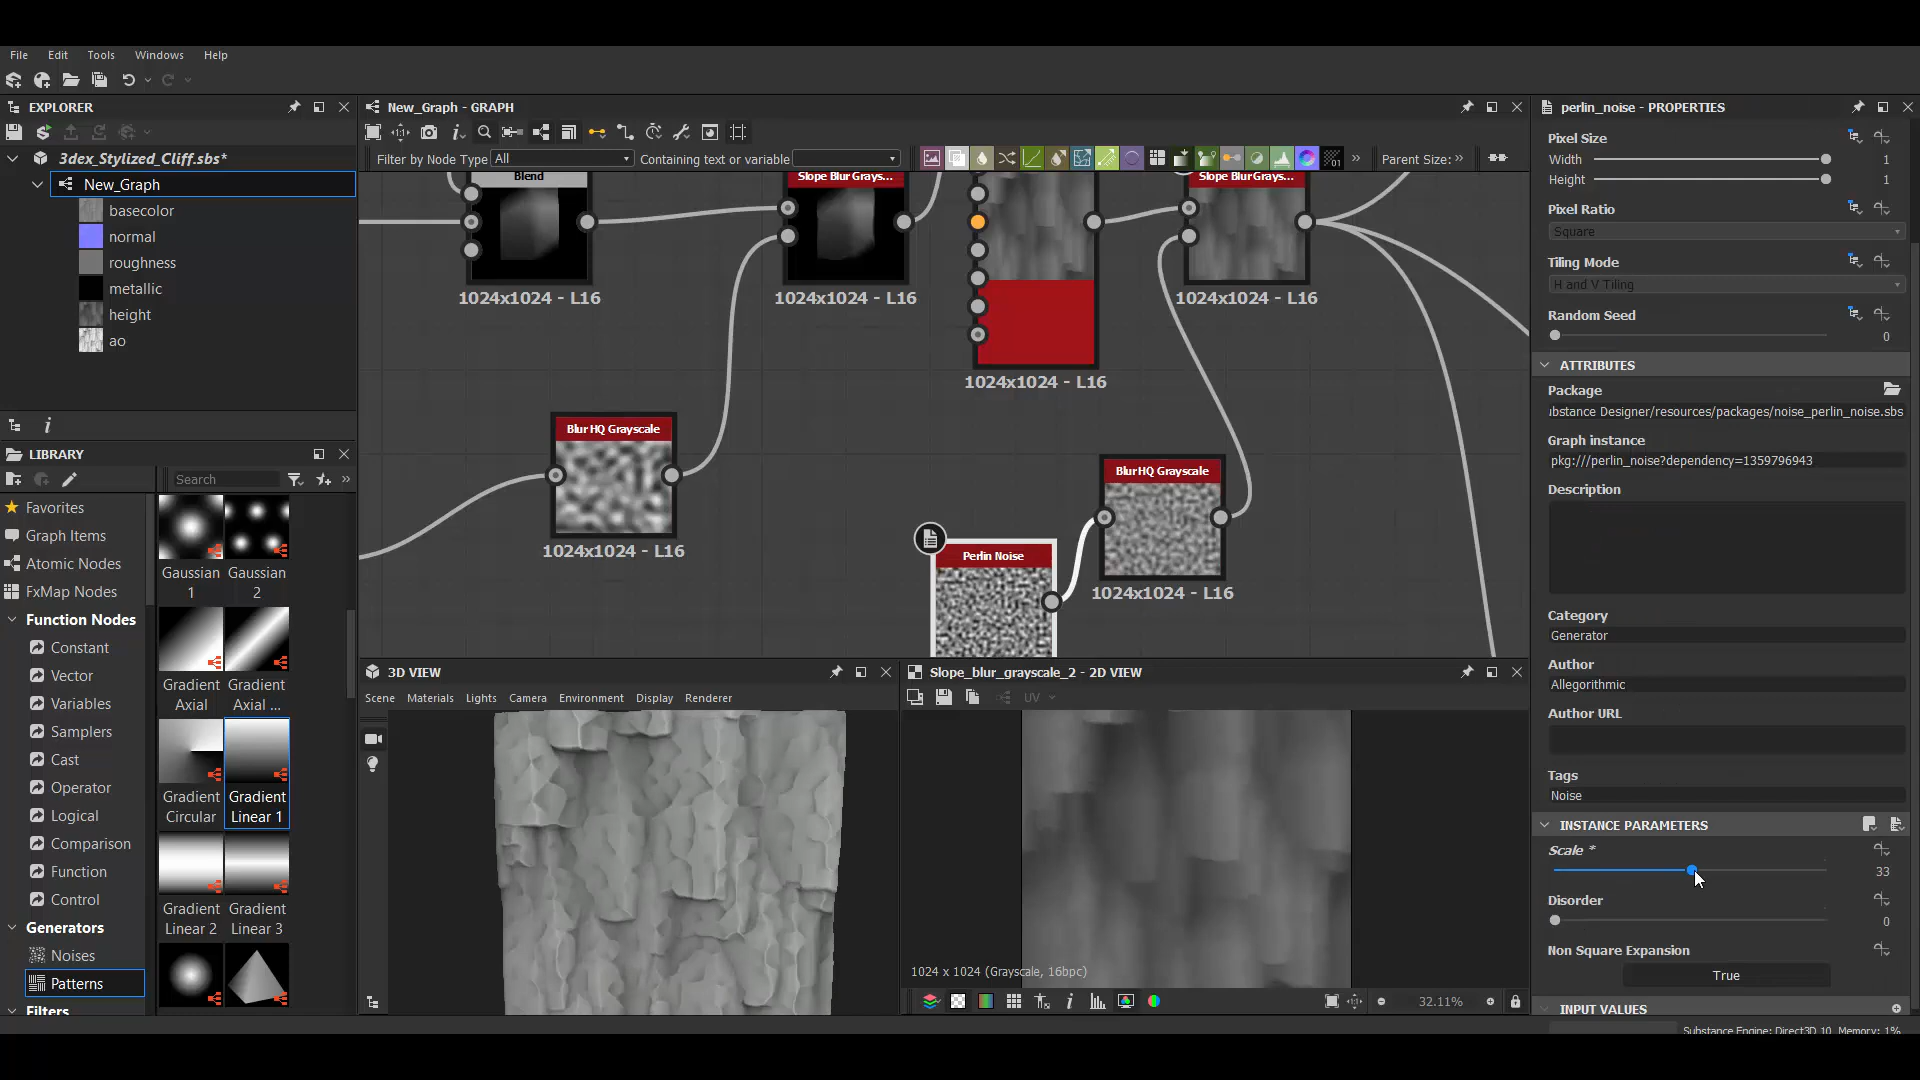 File Edit Tools Windows Help
EXPLORER
3dex_Stylized_Cliff.sbs*
New_Graph
basecolor
normal
roughness
metallic
height
ao
LIBRARY
Search
Favorites
Graph Items
Atomic Nodes
FxMap Nodes
Function Nodes
Constant
Vector
Variables
Samplers
Cast
Operator
Logical
Comparison
Function
Control
Generators
Noises
Patterns
Filters
Gaussian 1
Gaussian 2
Gradient Axial
Gradient Axial ...
Gradient Circular
Gradient Linear 1
Gradient Linear 2
Gradient Linear 3
New_Graph - GRAPH
Filter by Node Type All Containing text or variable Parent Size:
Blend
1024x1024 - L16
Slope Blur Grays...
1024x1024 - L16
1024x1024 - L16
Slope Blur Grays...
1024x1024 - L16
Blur HQ Grayscale
1024x1024 - L16
Blur HQ Grayscale
1024x1024 - L16
Perlin Noise
3D VIEW
Scene Materials Lights Camera Environment Display Renderer
Slope_blur_grayscale_2 - 2D VIEW
UV
1024 x 1024 (Grayscale, 16bpc)
32.11%
perlin_noise - PROPERTIES
Pixel Size
Width 1
Height 1
Pixel Ratio
Square
Tiling Mode
H and V Tiling
Random Seed
0
ATTRIBUTES
Package
ubstance Designer/resources/packages/noise_perlin_noise.sbs
Graph instance
pkg:///perlin_noise?dependency=1359796943
Description
Category
Generator
Author
Allegorithmic
Author URL
Tags
Noise
INSTANCE PARAMETERS
Scale *
33
Disorder
0
Non Square Expansion
True
INPUT VALUES
Substance Engine: Direct3D 10 Memory: 1%